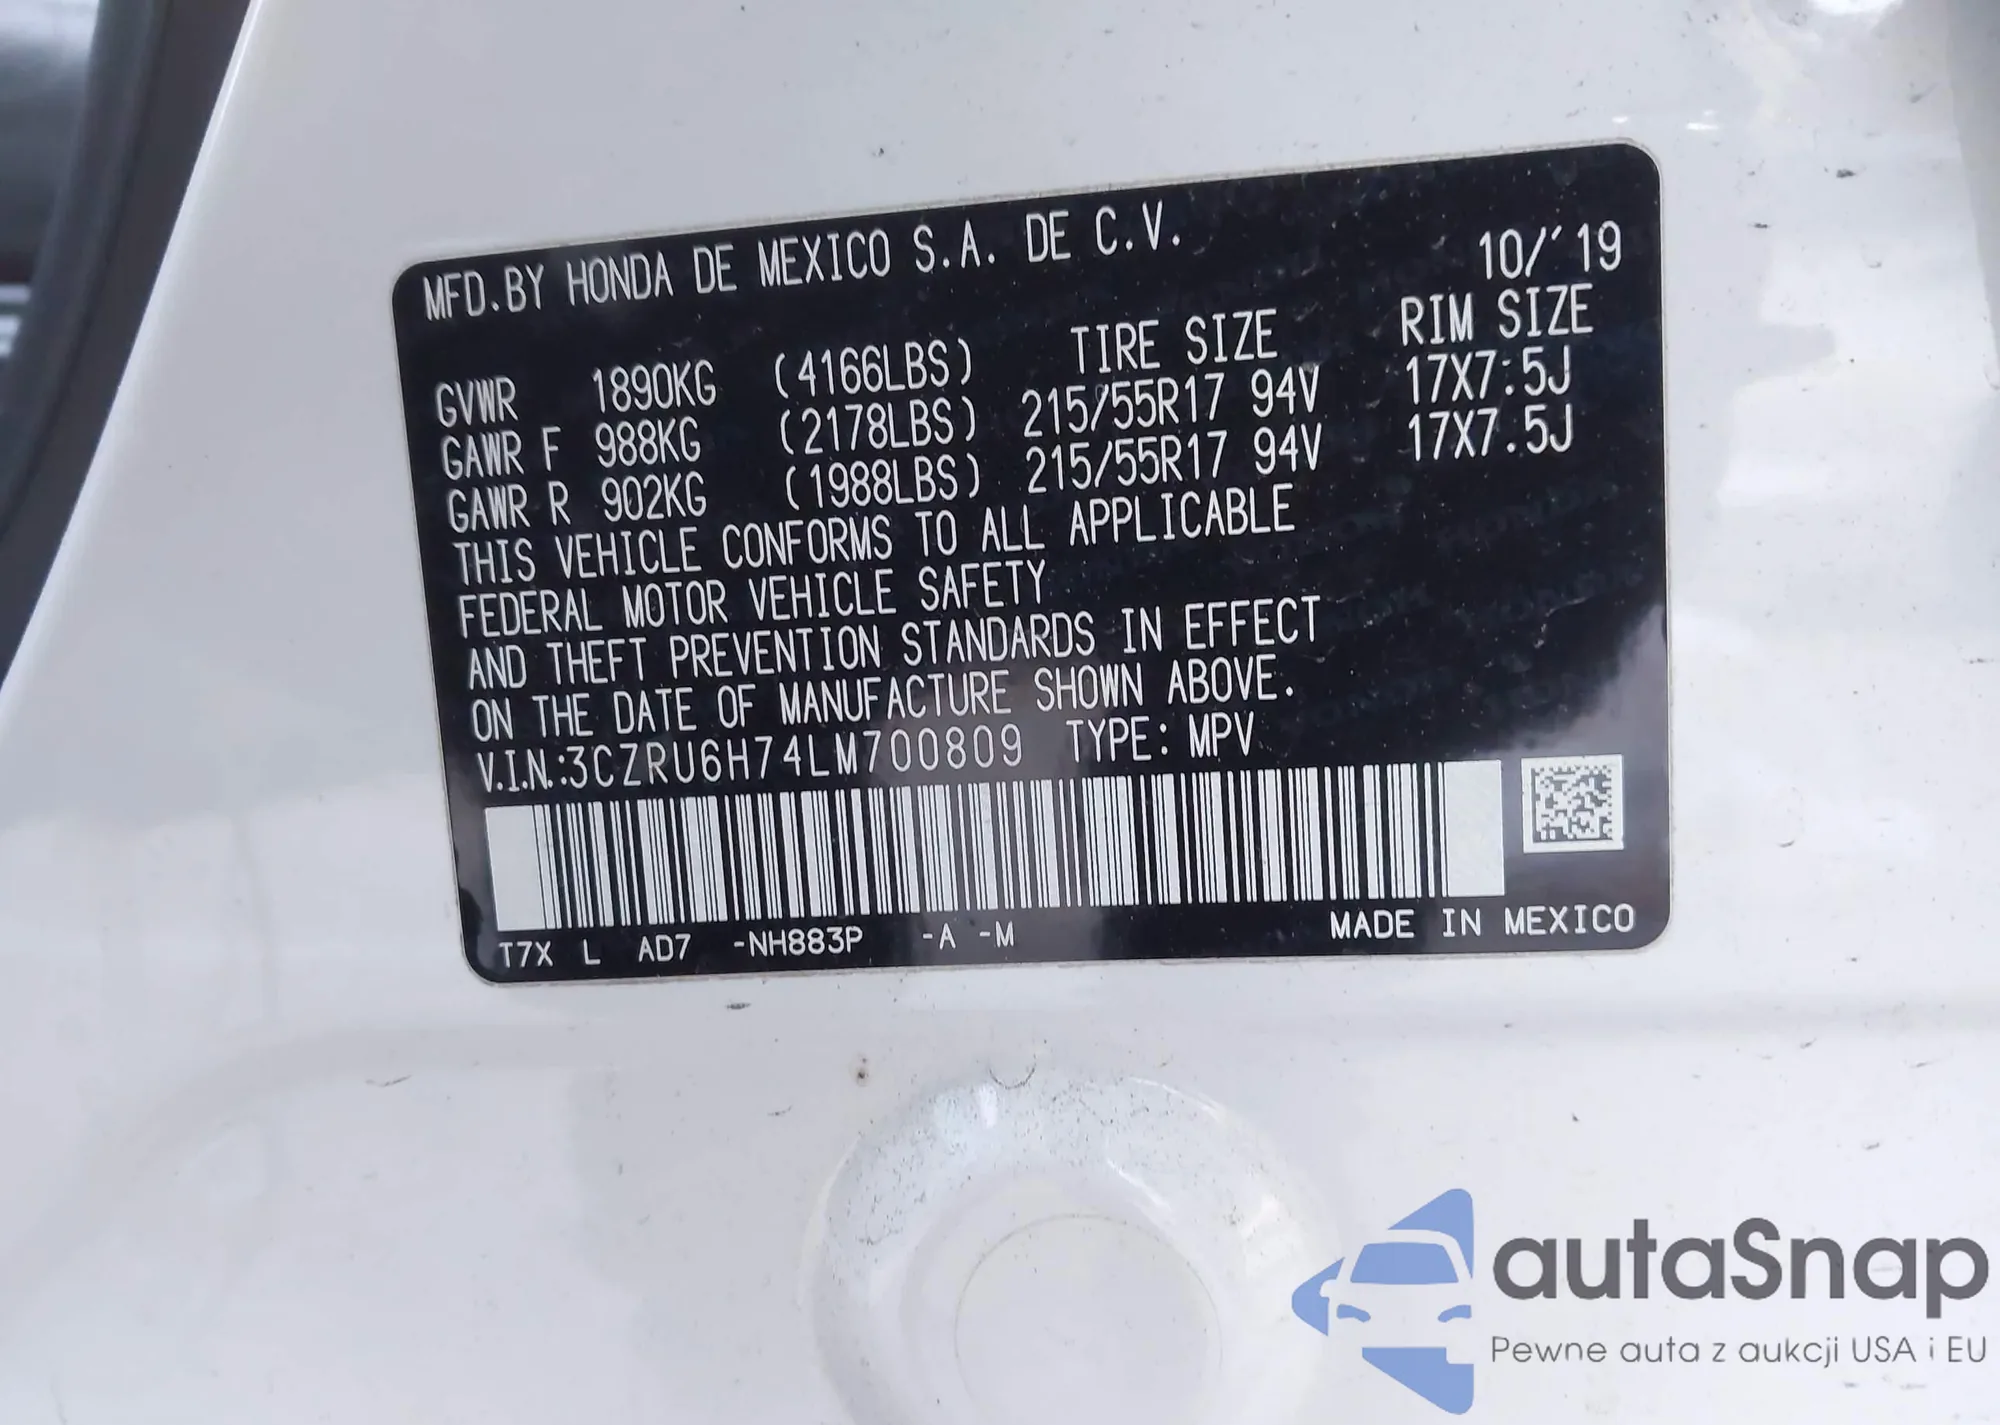 MFD.BY HONDA DE MEXICO S.A. DE C.V. 10/'19
TIRE SIZE RIM SIZE
GVWR 1890KG (4166LBS)
GAWR F 988KG (2178LBS) 215/55R17 94V 17X7.5J
GAWR R 902KG (1988LBS) 215/55R17 94V 17X7.5J
THIS VEHICLE CONFORMS TO ALL APPLICABLE
FEDERAL MOTOR VEHICLE SAFETY
AND THEFT PREVENTION STANDARDS IN EFFECT
ON THE DATE OF MANUFACTURE SHOWN ABOVE.
V.I.N.:3CZRU6H74LM700809 TYPE: MPV
T7X L AD7 -NH883P -A -M MADE IN MEXICO
autaSnap
Pewne auta z aukcji USA i EU